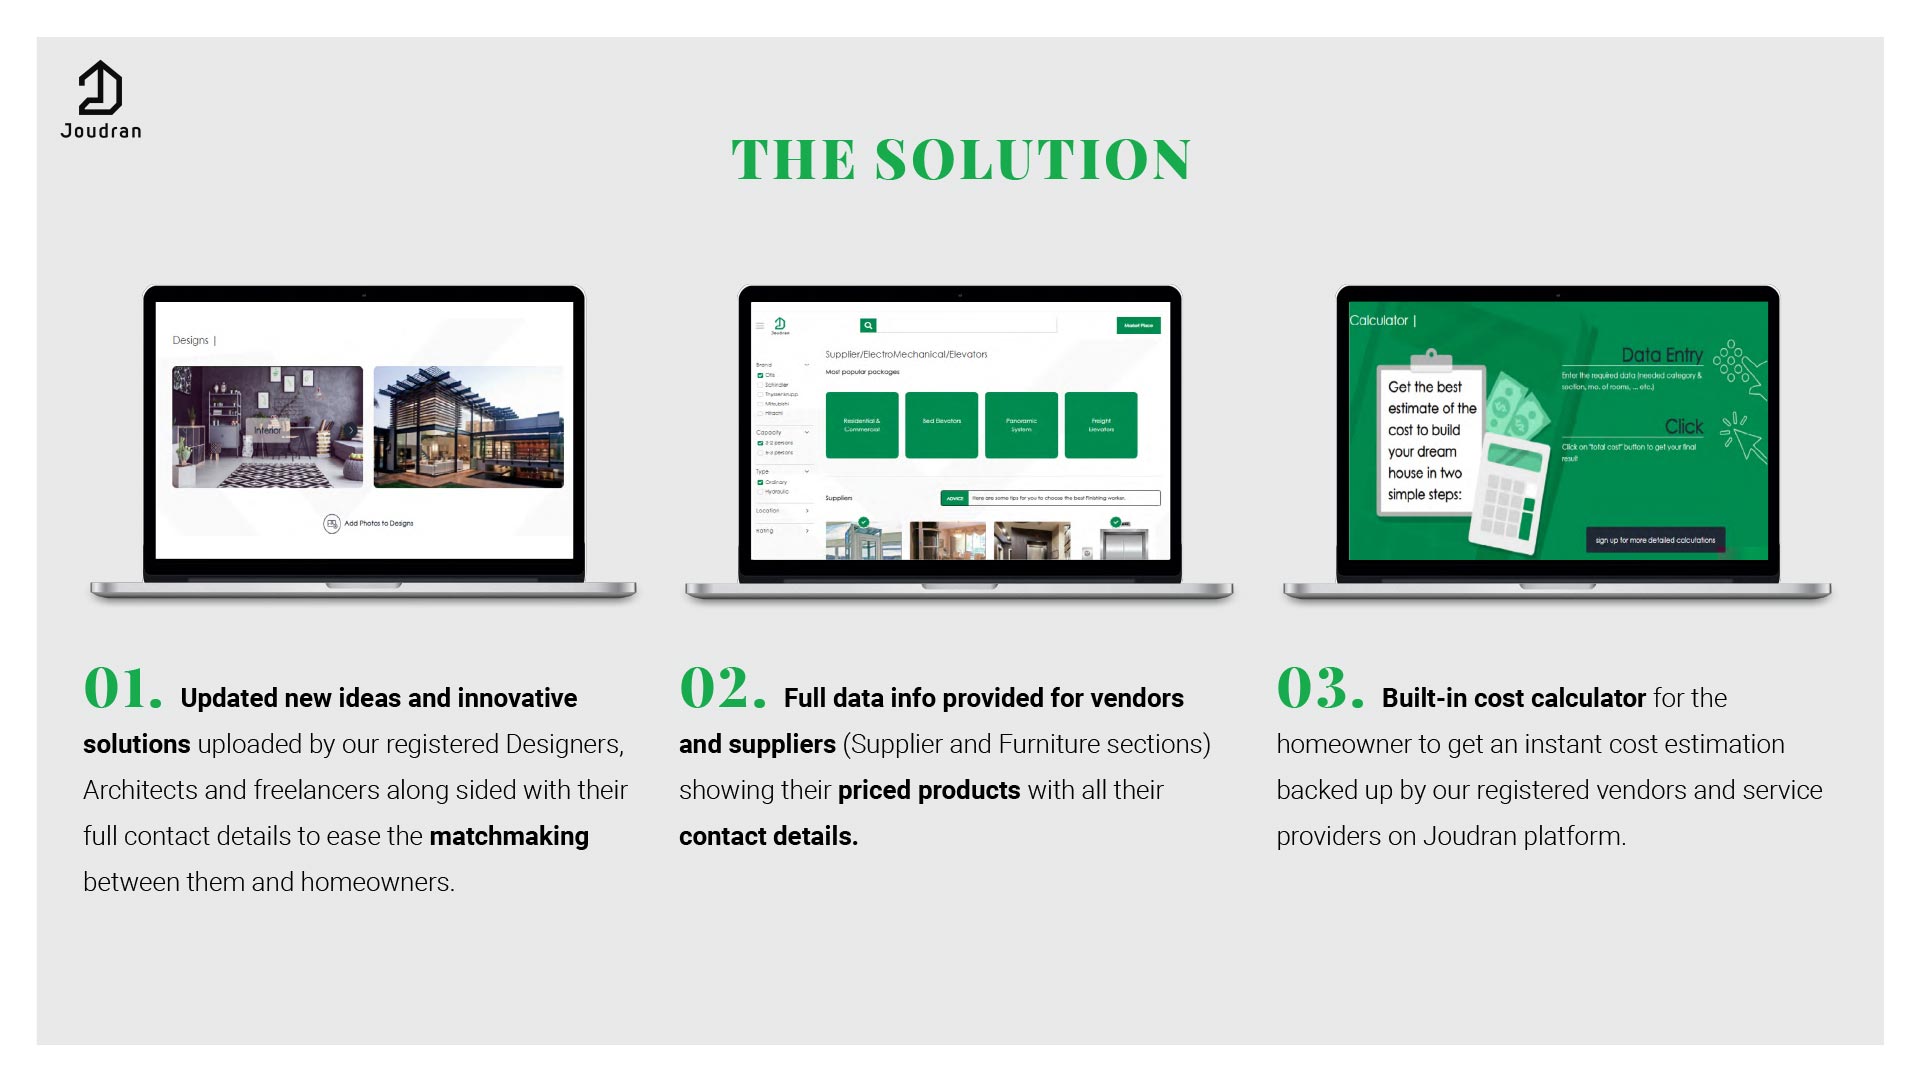 Joudran
THE SOLUTION
Designs |
Interior
Add Photos to Designs
Joudran
Market Place
Supplier/ElectroMechanical/Elevators
Most popular packages
Brand
Otis
Schindler
Thyssenkrupp
Mitsubishi
Hitachi
Capacity
Type
Ordinary
Hydraulic
Location
Rating
Residential &
Commercial
Bed Elevators
Panoramic
System
Freight
Elevators
Suppliers
ADVICE
Here are some tips for you to choose the best Finishing worker.
Calculator |
Get the best
estimate of the
cost to build
your dream
house in two
simple steps:
Data Entry
Enter the required data (needed category &
section, mo. of rooms, ... etc.)
Click
Click on "total cost" button to get your final
result
sign up for more detailed calculations
01. Updated new ideas and innovative
solutions uploaded by our registered Designers,
Architects and freelancers along sided with their
full contact details to ease the matchmaking
between them and homeowners.
02. Full data info provided for vendors
and suppliers (Supplier and Furniture sections)
showing their priced products with all their
contact details.
03. Built-in cost calculator for the
homeowner to get an instant cost estimation
backed up by our registered vendors and service
providers on Joudran platform.